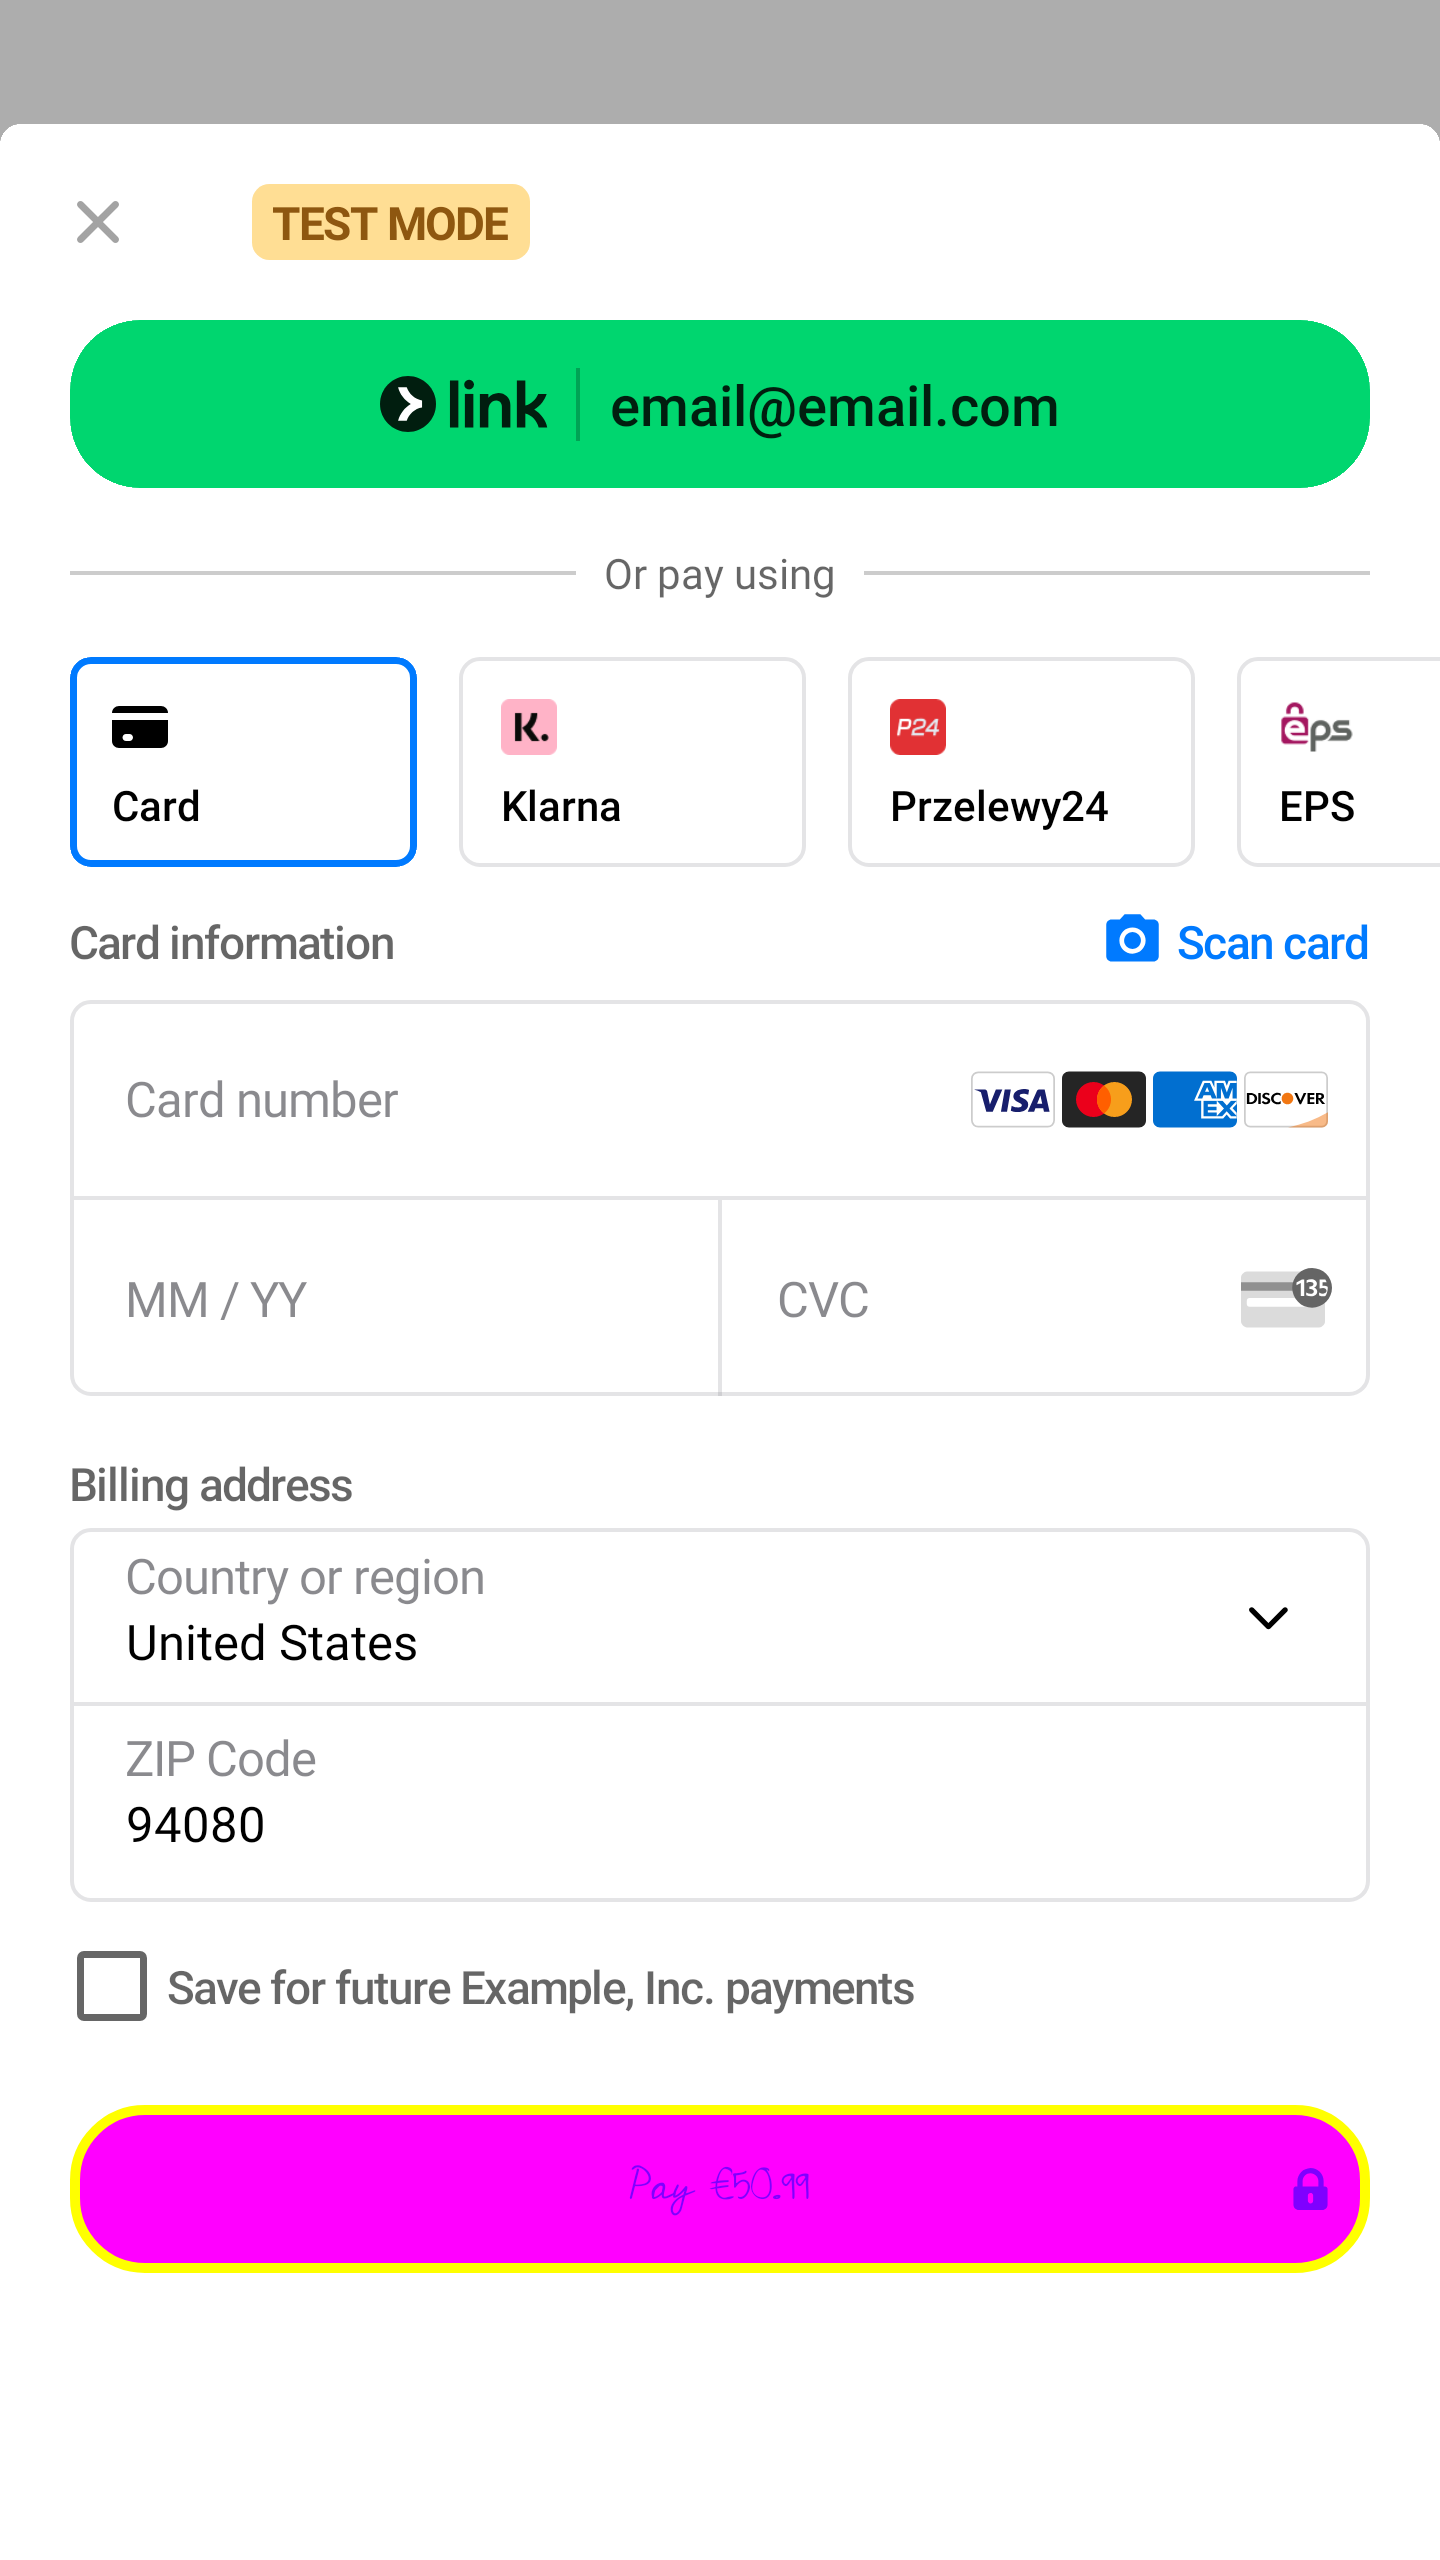 TEST MODE
link email@email.com
Or pay using
K. P24 eps
Card Klarna Przelewy24 EPS
Card information Scan card
Card number VISA AM EX DISCOVER
MM / YY CVC 135
Billing address
Country or region
United States
ZIP Code
94080
Save for future Example, Inc. payments
Pay €50.99